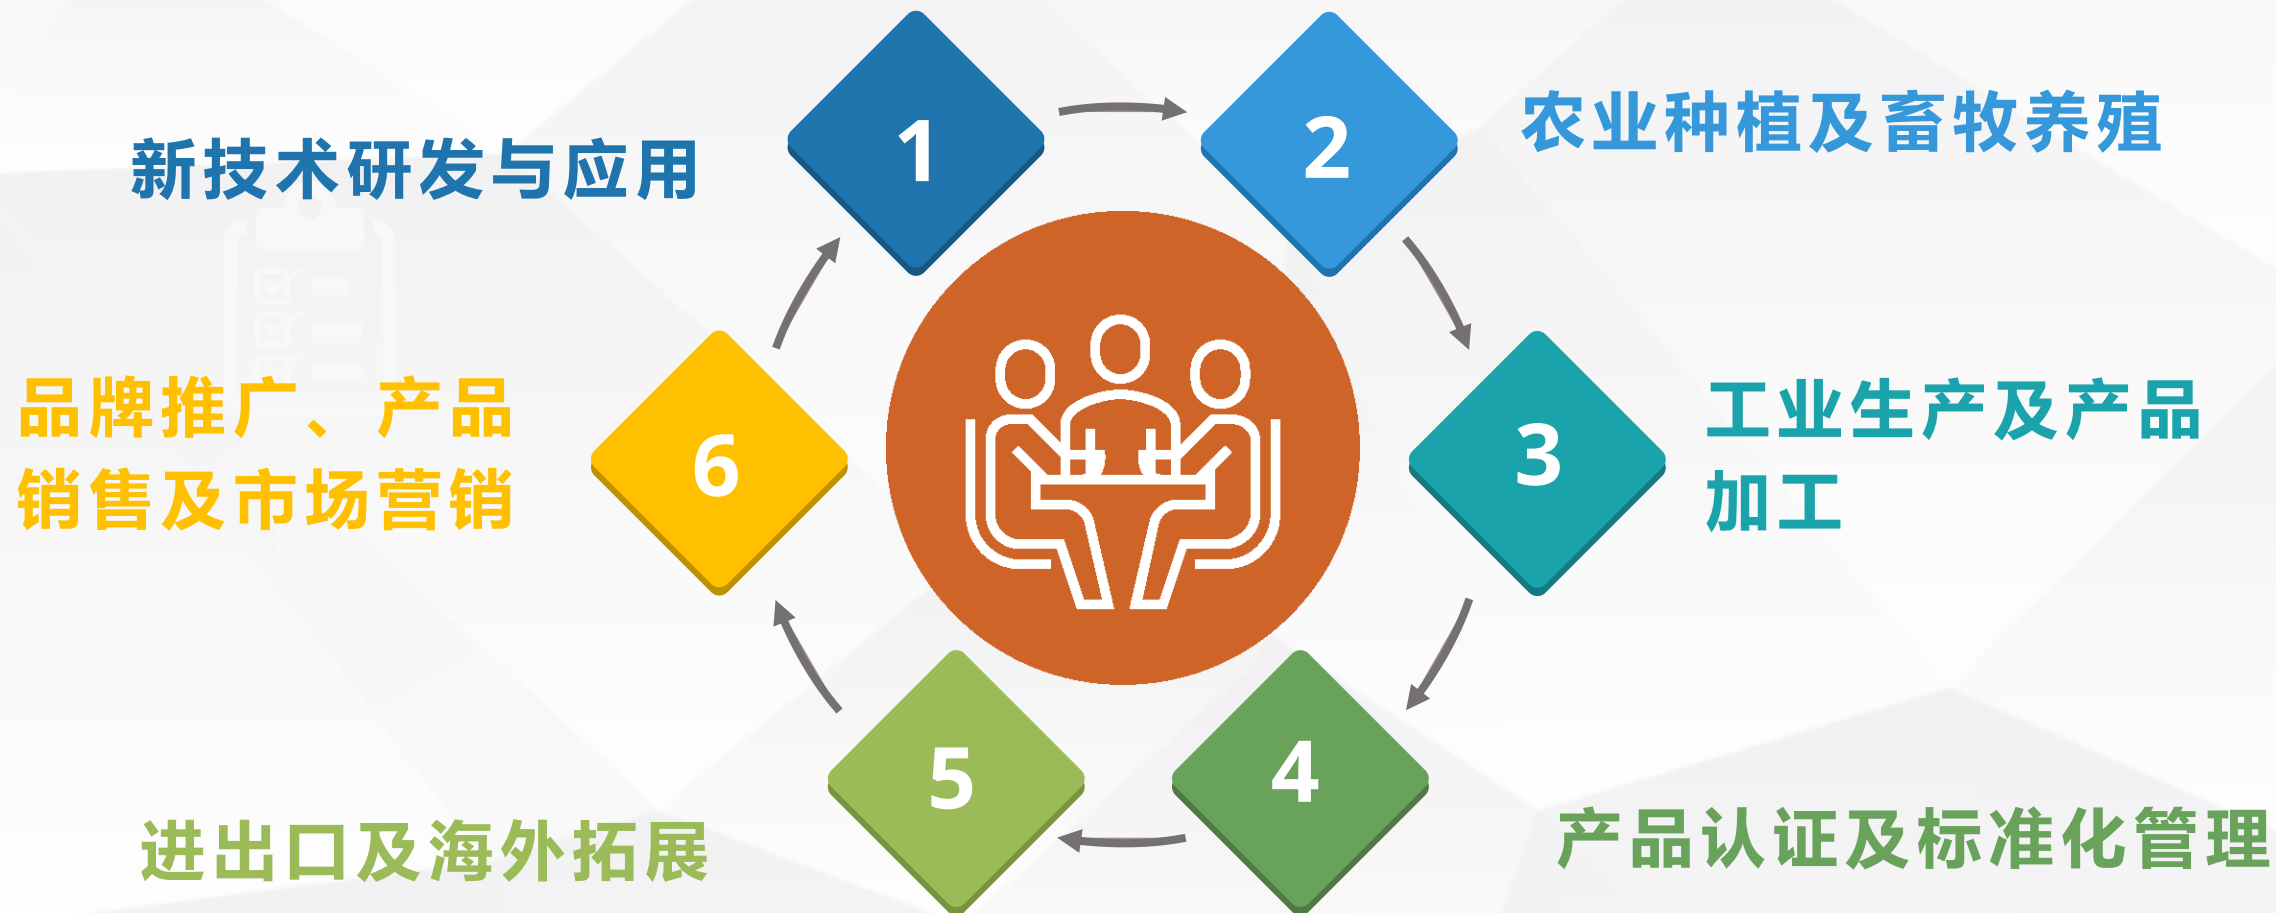 1
新技术研发与应用
2
农业种植及畜牧养殖
3
工业生产及产品
加工
4
产品认证及标准化管理
5
进出口及海外拓展
6
品牌推广、产品
销售及市场营销